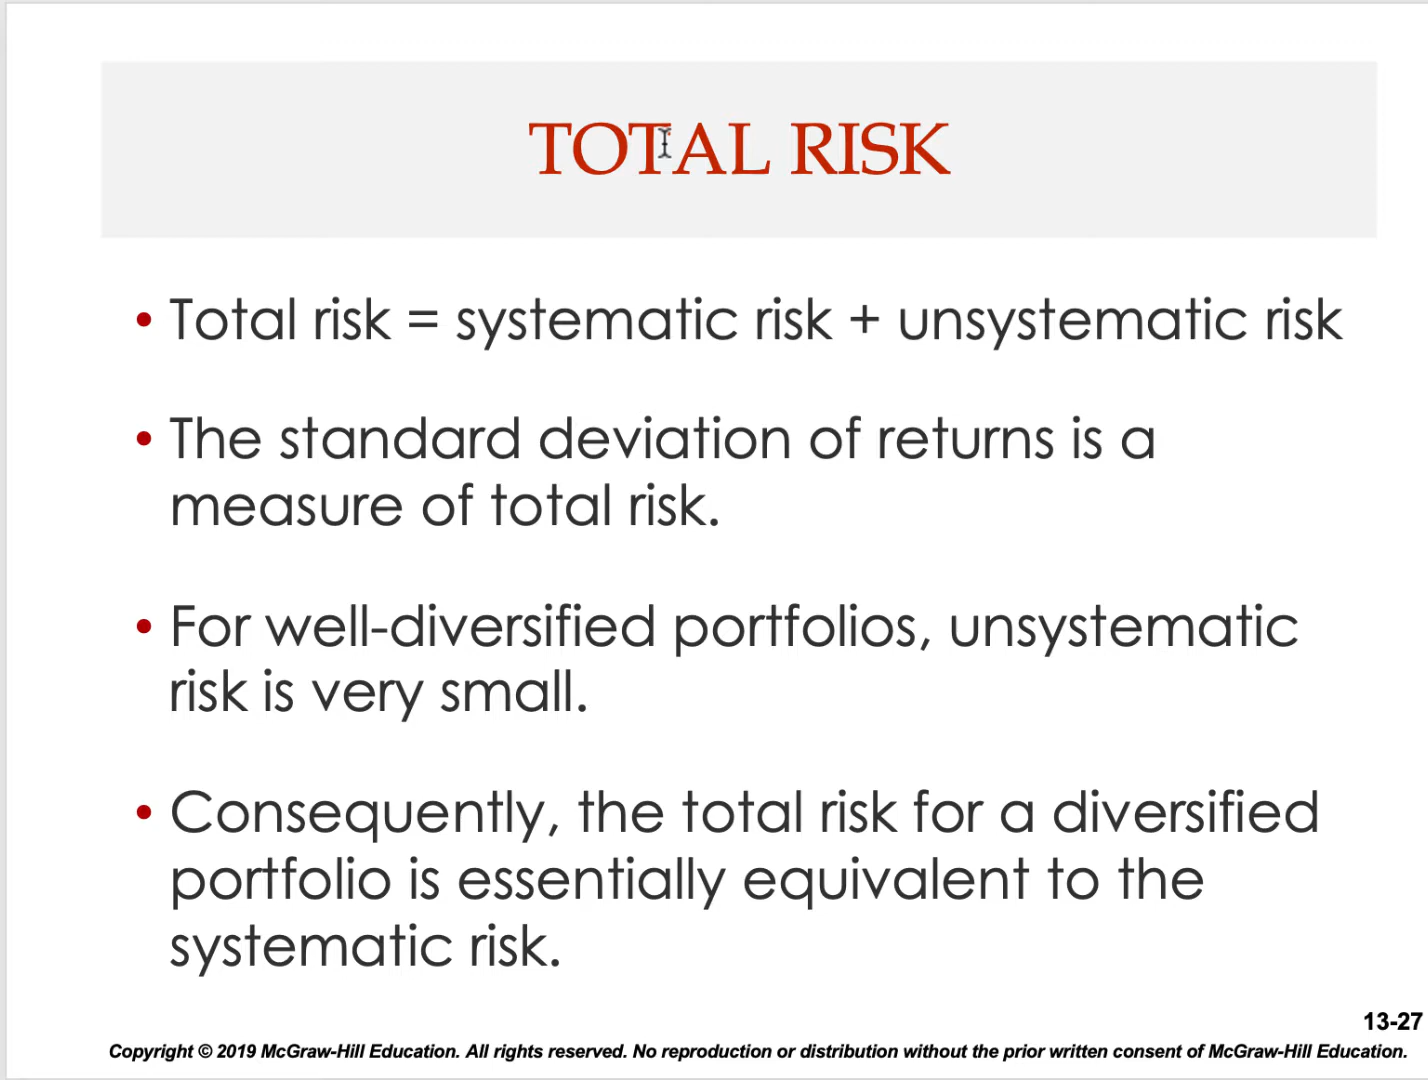 TOTAL RISK
• Total risk = systematic risk + unsystematic risk
• The standard deviation of returns is a
measure of total risk.
• For well-diversified portfolios, unsystematic
risk is very small.
• Consequently, the total risk for a diversified
portfolio is essentially equivalent to the
systematic risk.
13-27
Copyright © 2019 McGraw-Hill Education. All rights reserved. No reproduction or distribution without the prior written consent of McGraw-Hill Education.